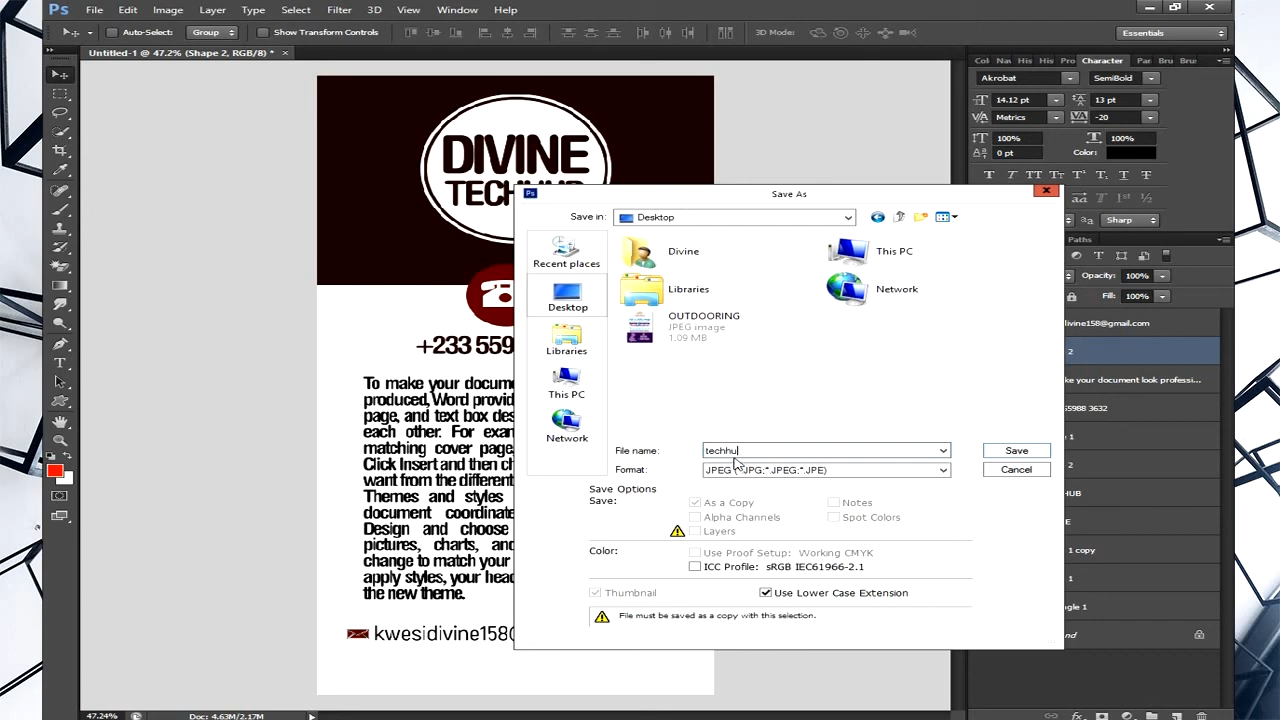 Ps File Edit Image Layer Type Select Filter 3D View Window Help
Auto-Select: Group Show Transform Controls 3D Mode: Essentials
Untitled-1 @ 47.2% (Shape 2, RGB/8) * ×
DIVINE
+233 559
To make your docum
produced, Word provid
page, and text box des
each other. For exam
matching cover page
Click Insert and then ch
want from the different
Themes and styles
document coordinate
Design and choose
pictures, charts, and
change to match your
apply styles, your head
the new theme.
kwesidivine158@
Save As
Save in: Desktop
Recent places
Desktop
Libraries
This PC
Network
Divine
This PC
Libraries
Network
OUTDOORING
JPEG image
1.09 MB
File name: techhu
Save
Format: JPEG (*.JPG;*.JPEG;*.JPE)
Cancel
Save Options
Save: As a Copy Notes
Alpha Channels Spot Colors
Layers
Color: Use Proof Setup: Working CMYK
ICC Profile: sRGB IEC61966-2.1
Thumbnail Use Lower Case Extension
File must be saved as a copy with this selection.
Col Nav His His Pro Character Par Bru Brus
Akrobat SemiBold
14.12 pt 13 pt
Metrics -20
100% 100%
0 pt Color:
T T TT Tt T¹ T₁ T T
Sharp
Paths
Opacity: 100%
Fill: 100%
divine158@gmail.com
2
ke your document look professi...
65988 3632
1
2
HUB
E
1 copy
1
ngle 1
nd
47.24% Doc: 4.63M/2.17M